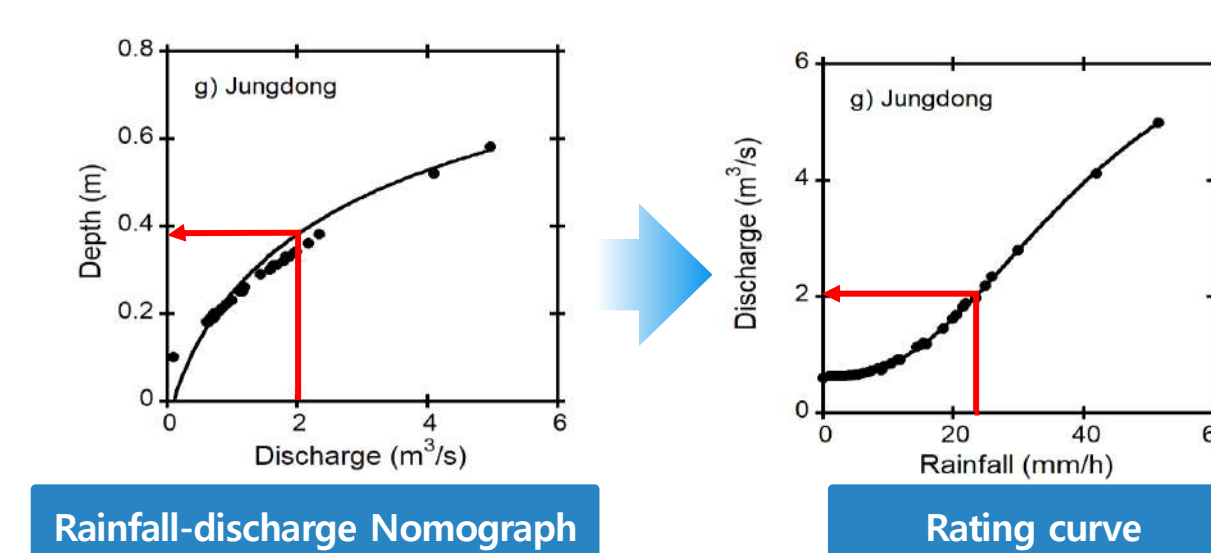 0.8
g) Jungdong
0.6
0.4
0.2
0
Depth (m)
0 2 4 6
Discharge (m³/s)
Rainfall-discharge Nomograph
6
g) Jungdong
4
2
0
Discharge (m³/s)
0 20 40 6
Rainfall (mm/h)
Rating curve